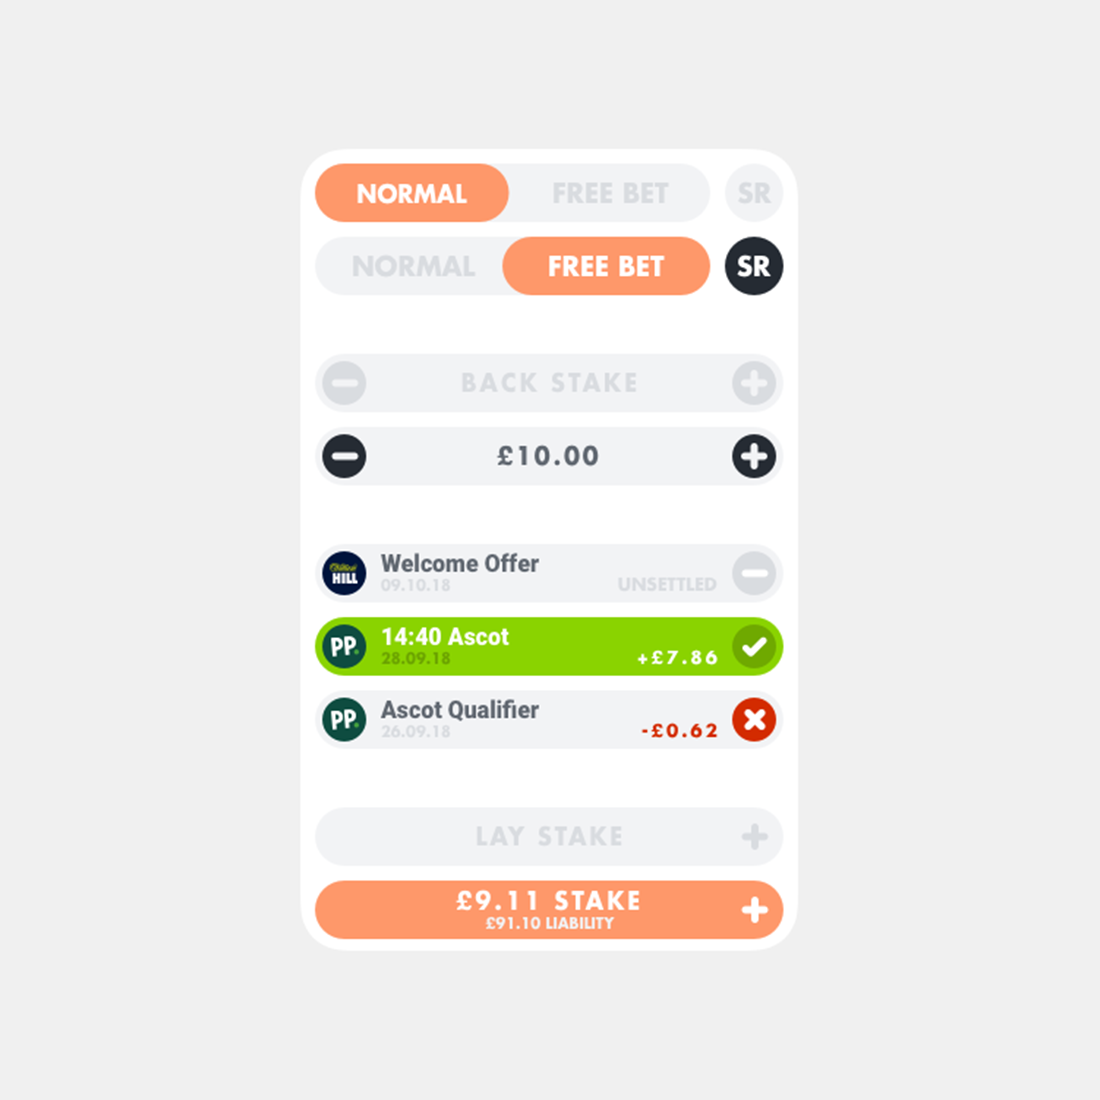 NORMAL FREE BET SR
NORMAL FREE BET SR
BACK STAKE
£10.00
William HILL
Welcome Offer
09.10.18 UNSETTLED
PP.
14:40 Ascot
28.09.18 +£7.86
PP.
Ascot Qualifier
26.09.18 -£0.62
LAY STAKE
£9.11 STAKE
£91.10 LIABILITY